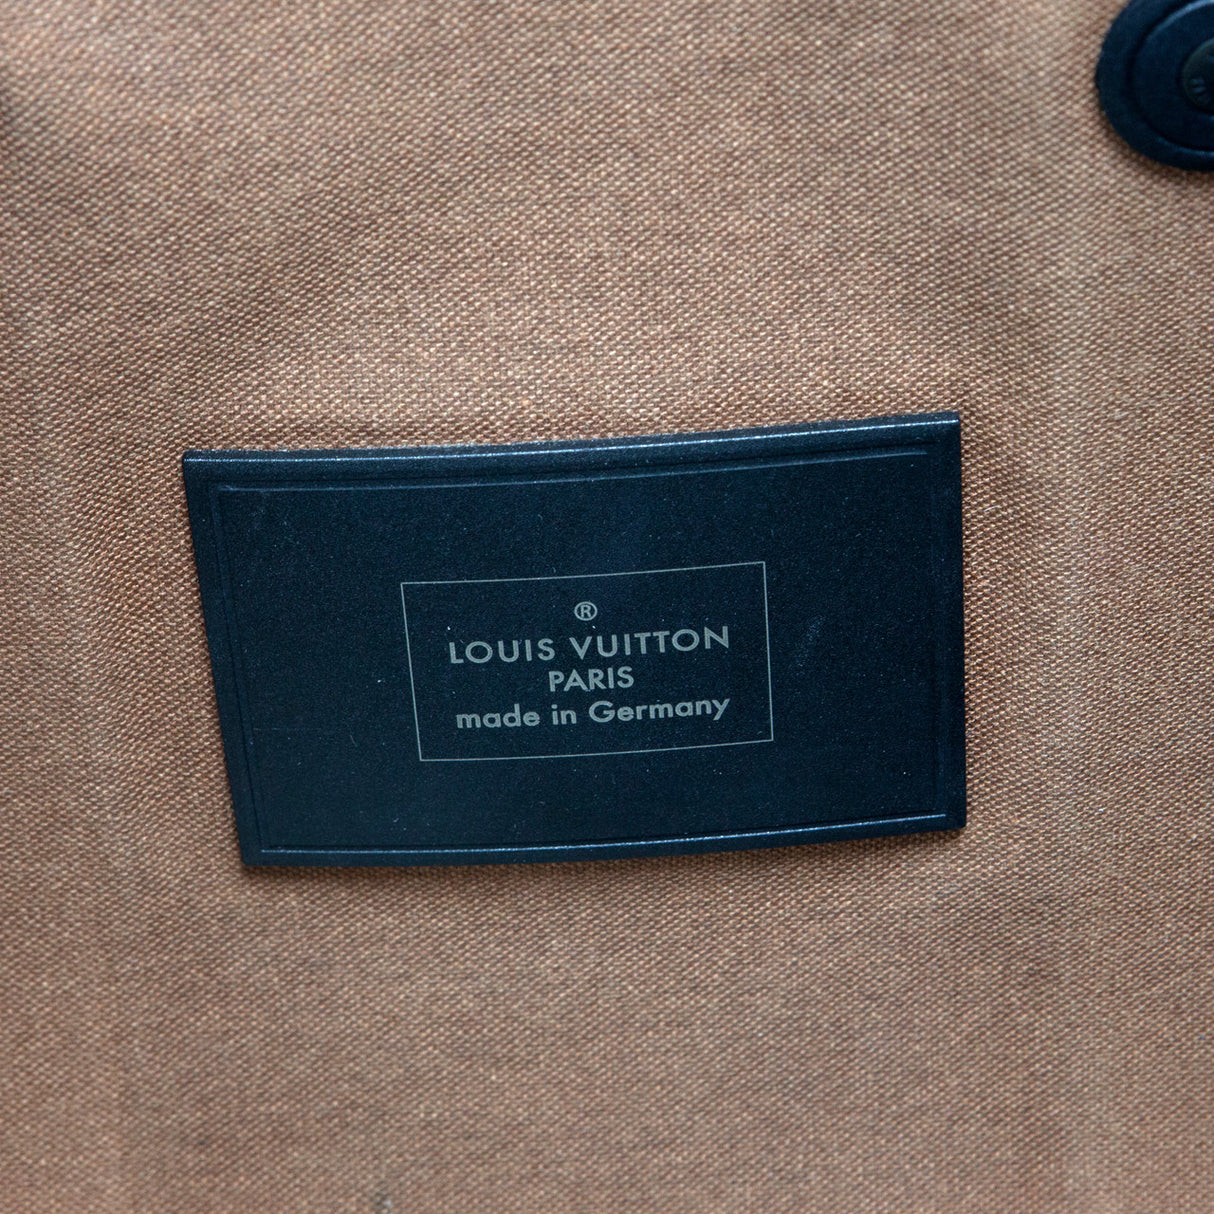 ®
LOUIS VUITTON
PARIS
made in Germany